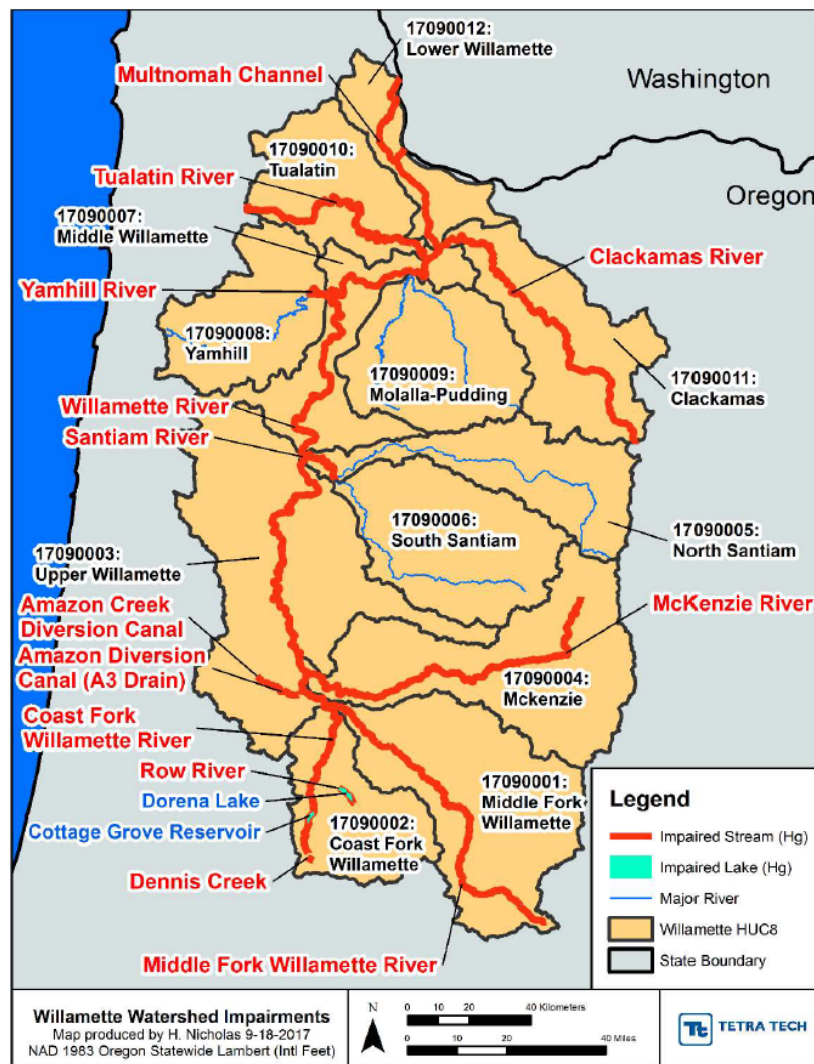 17090012:
Lower Willamette
Multnomah Channel
Washington
17090010:
Tualatin
Tualatin River
Oregon
17090007:
Middle Willamette
Clackamas River
Yamhill River
17090008:
Yamhill
17090009:
Molalla-Pudding
17090011:
Clackamas
Willamette River
Santiam River
17090006:
South Santiam
17090005:
North Santiam
17090003:
Upper Willamette
Amazon Creek
Diversion Canal
McKenzie River
Amazon Diversion
Canal (A3 Drain)
17090004:
Mckenzie
Coast Fork
Willamette River
Row River
Dorena Lake
17090001:
Middle Fork
Willamette
Cottage Grove Reservoir
17090002:
Coast Fork
Willamette
Dennis Creek
Middle Fork Willamette River
Legend
Impaired Stream (Hg)
Impaired Lake (Hg)
Major River
Willamette HUC8
State Boundary
Willamette Watershed Impairments
Map produced by H. Nicholas 9-18-2017
NAD 1983 Oregon Statewide Lambert (Intl Feet)
N
0 10 20 40 Kilometers
0 10 20 40 Miles
Tt TETRA TECH